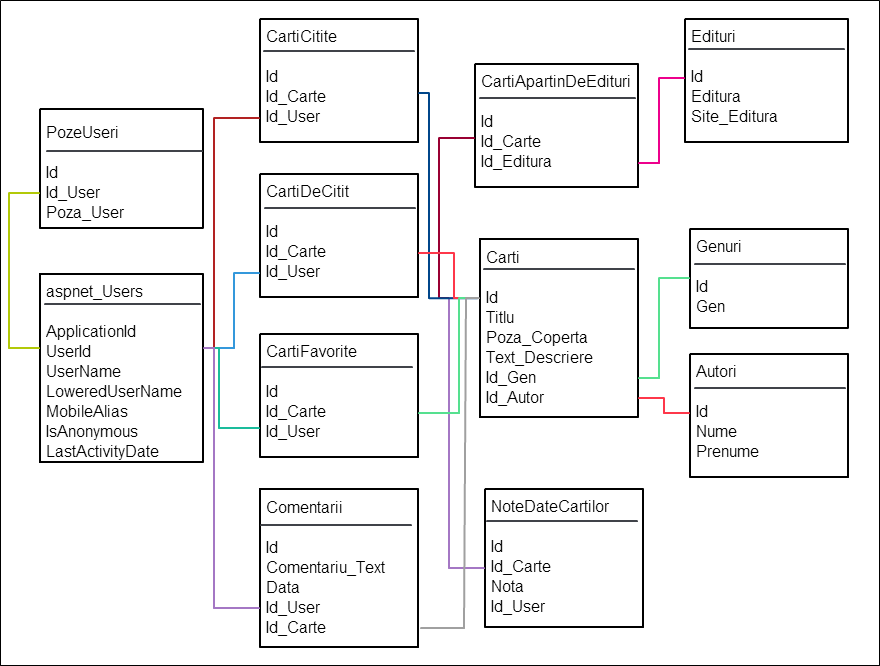 PozeUseri
Id
Id_User
Poza_User
aspnet_Users
ApplicationId
UserId
UserName
LoweredUserName
MobileAlias
IsAnonymous
LastActivityDate
CartiCitite
Id
Id_Carte
Id_User
CartiDeCitit
Id
Id_Carte
Id_User
CartiFavorite
Id
Id_Carte
Id_User
Comentarii
Id
Comentariu_Text
Data
Id_User
Id_Carte
CartiApartinDeEdituri
Id
Id_Carte
Id_Editura
Carti
Id
Titlu
Poza_Coperta
Text_Descriere
Id_Gen
Id_Autor
NoteDateCartilor
Id
Id_Carte
Nota
Id_User
Edituri
Id
Editura
Site_Editura
Genuri
Id
Gen
Autori
Id
Nume
Prenume